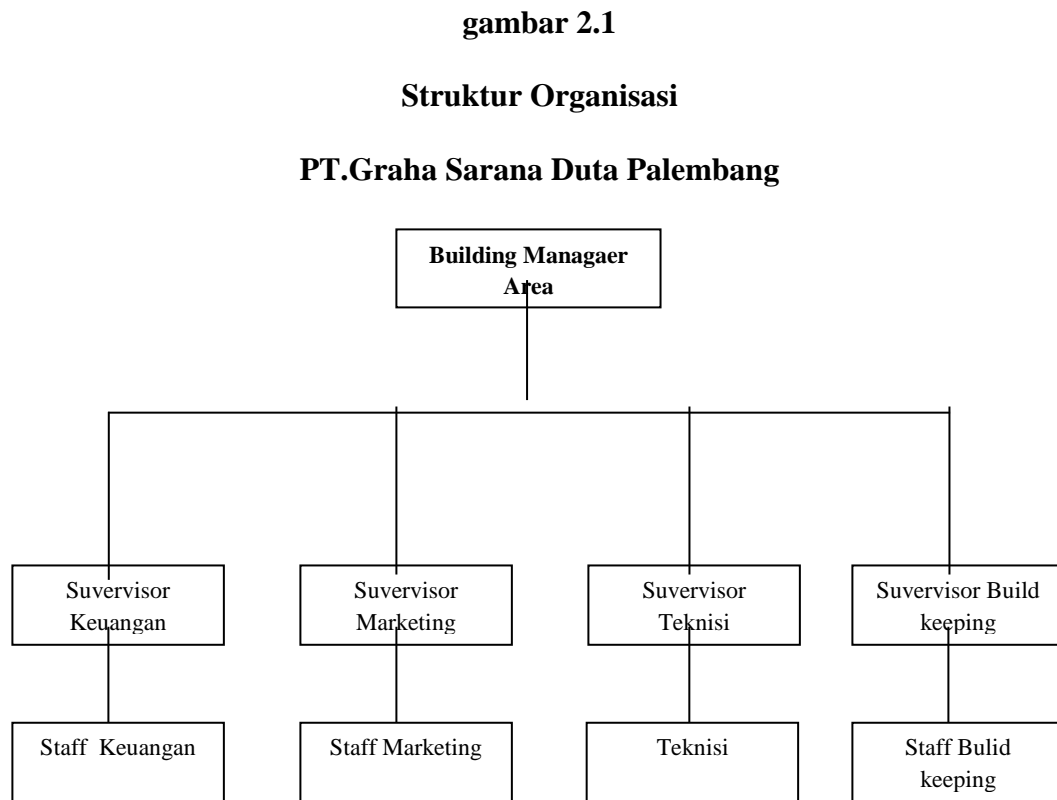 gambar 2.1
Struktur Organisasi
PT.Graha Sarana Duta Palembang
Building Managaer
Area
Suvervisor
Keuangan
Suvervisor
Marketing
Suvervisor
Teknisi
Suvervisor Build
keeping
Staff Keuangan
Staff Marketing
Teknisi
Staff Bulid
keeping